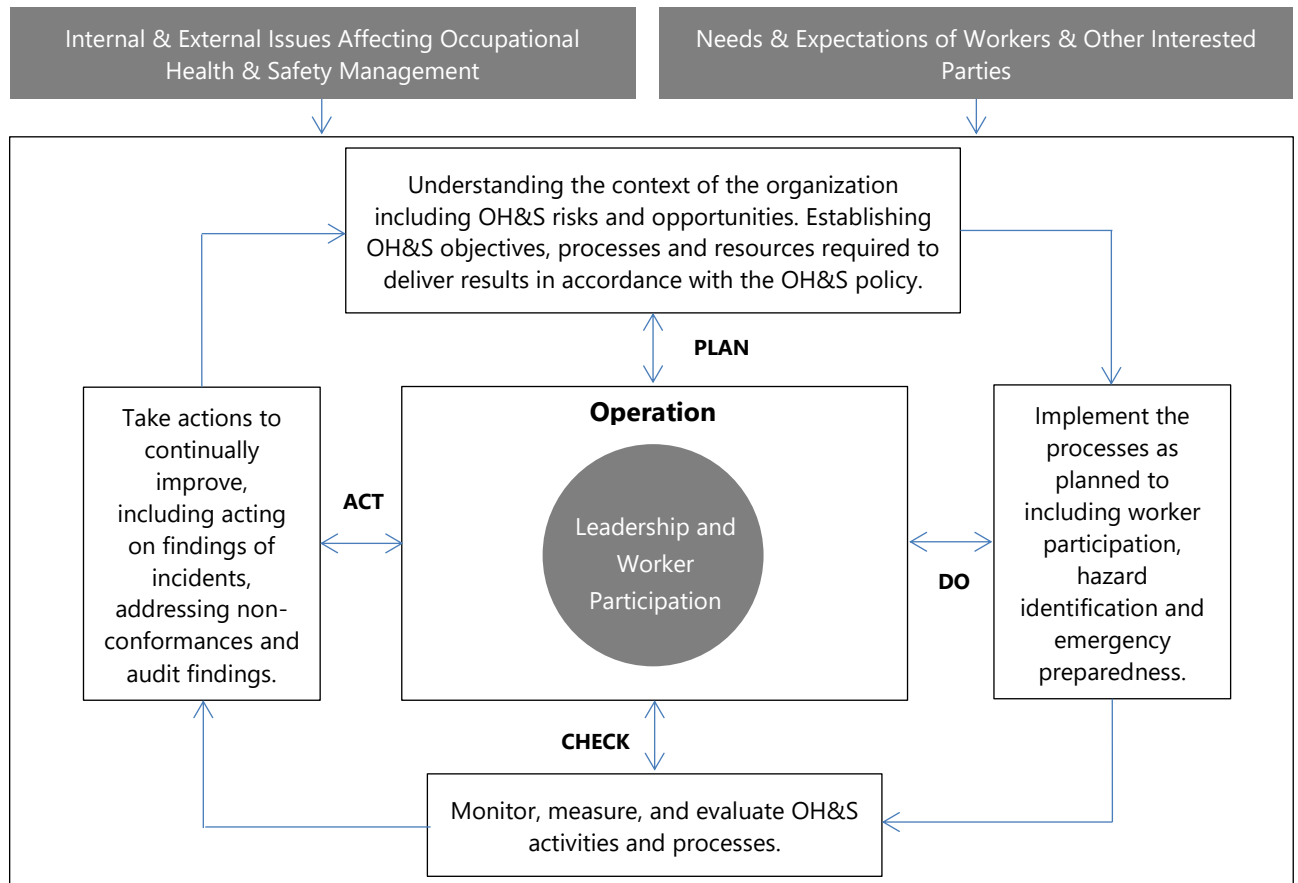 Internal & External Issues Affecting Occupational
Health & Safety Management
Needs & Expectations of Workers & Other Interested
Parties
Understanding the context of the organization
including OH&S risks and opportunities. Establishing
OH&S objectives, processes and resources required to
deliver results in accordance with the OH&S policy.
PLAN
Take actions to
continually
improve,
including acting
on findings of
incidents,
addressing non-
conformances and
audit findings.
ACT
Operation
Leadership and
Worker
Participation
DO
Implement the
processes as
planned to
including worker
participation,
hazard
identification and
emergency
preparedness.
CHECK
Monitor, measure, and evaluate OH&S
activities and processes.